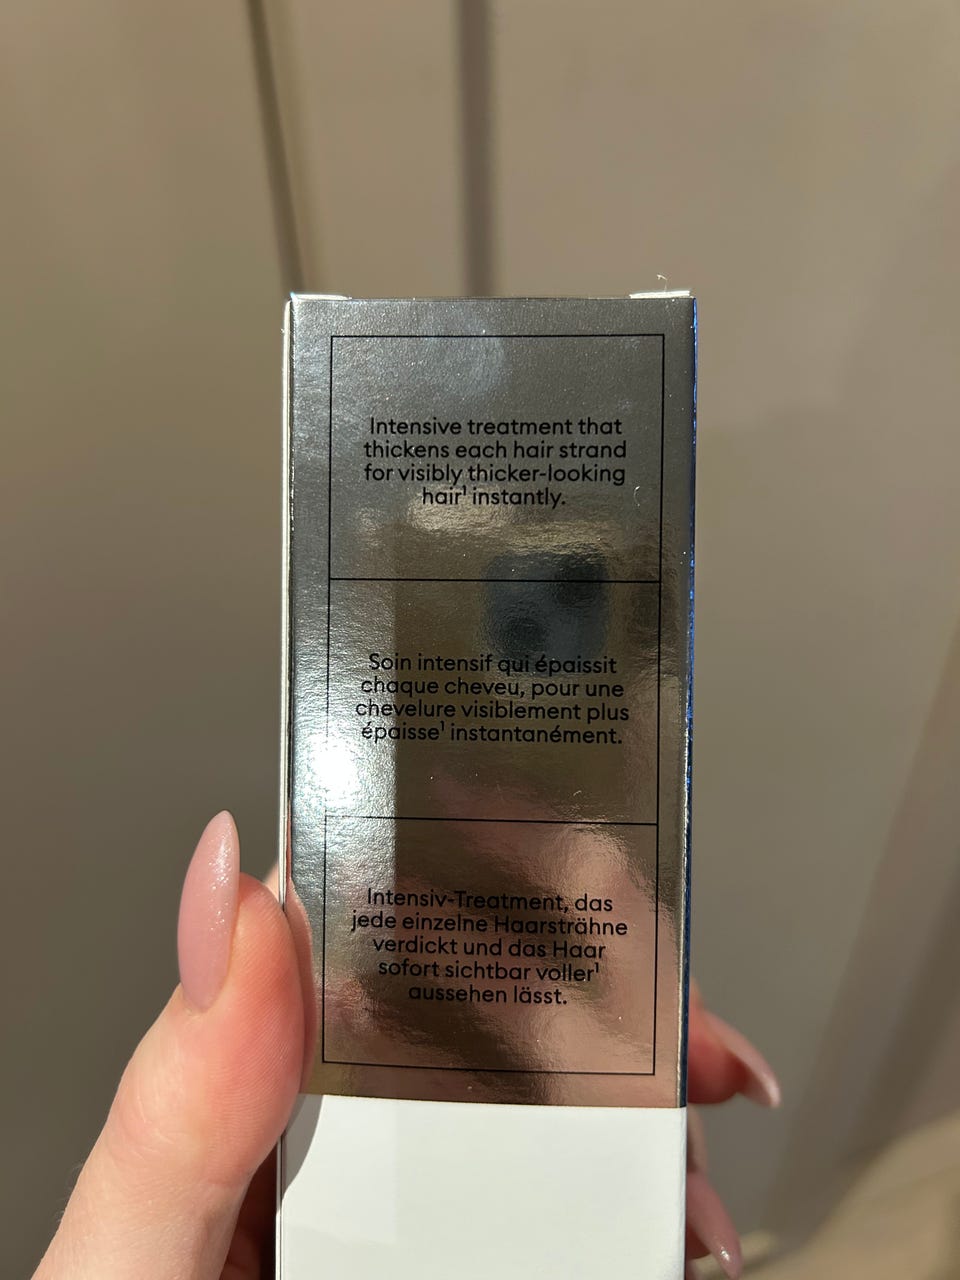 Intensive treatment that
thickens each hair strand
for visibly thicker-looking
hair¹ instantly.
Soin intensif qui épaissit
chaque cheveu, pour une
chevelure visiblement plus
épaisse¹ instantanément.
Intensiv-Treatment, das
jede einzelne Haarsträhne
verdickt und das Haar
sofort sichtbar voller¹
aussehen lässt.